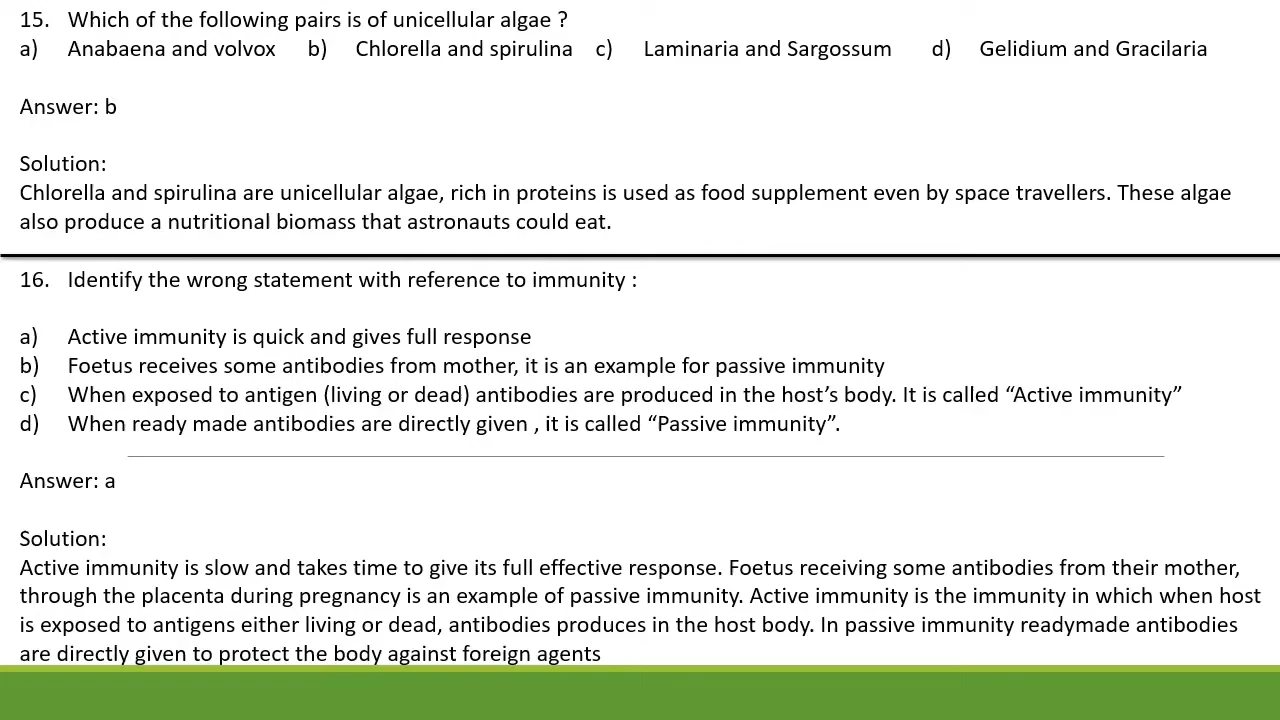 15. Which of the following pairs is of unicellular algae ?
a) Anabaena and volvox b) Chlorella and spirulina c) Laminaria and Sargossum d) Gelidium and Gracilaria
Answer: b
Solution:
Chlorella and spirulina are unicellular algae, rich in proteins is used as food supplement even by space travellers. These algae
also produce a nutritional biomass that astronauts could eat.
16. Identify the wrong statement with reference to immunity :
a) Active immunity is quick and gives full response
b) Foetus receives some antibodies from mother, it is an example for passive immunity
c) When exposed to antigen (living or dead) antibodies are produced in the host’s body. It is called “Active immunity”
d) When ready made antibodies are directly given , it is called “Passive immunity”.
Answer: a
Solution:
Active immunity is slow and takes time to give its full effective response. Foetus receiving some antibodies from their mother,
through the placenta during pregnancy is an example of passive immunity. Active immunity is the immunity in which when host
is exposed to antigens either living or dead, antibodies produces in the host body. In passive immunity readymade antibodies
are directly given to protect the body against foreign agents